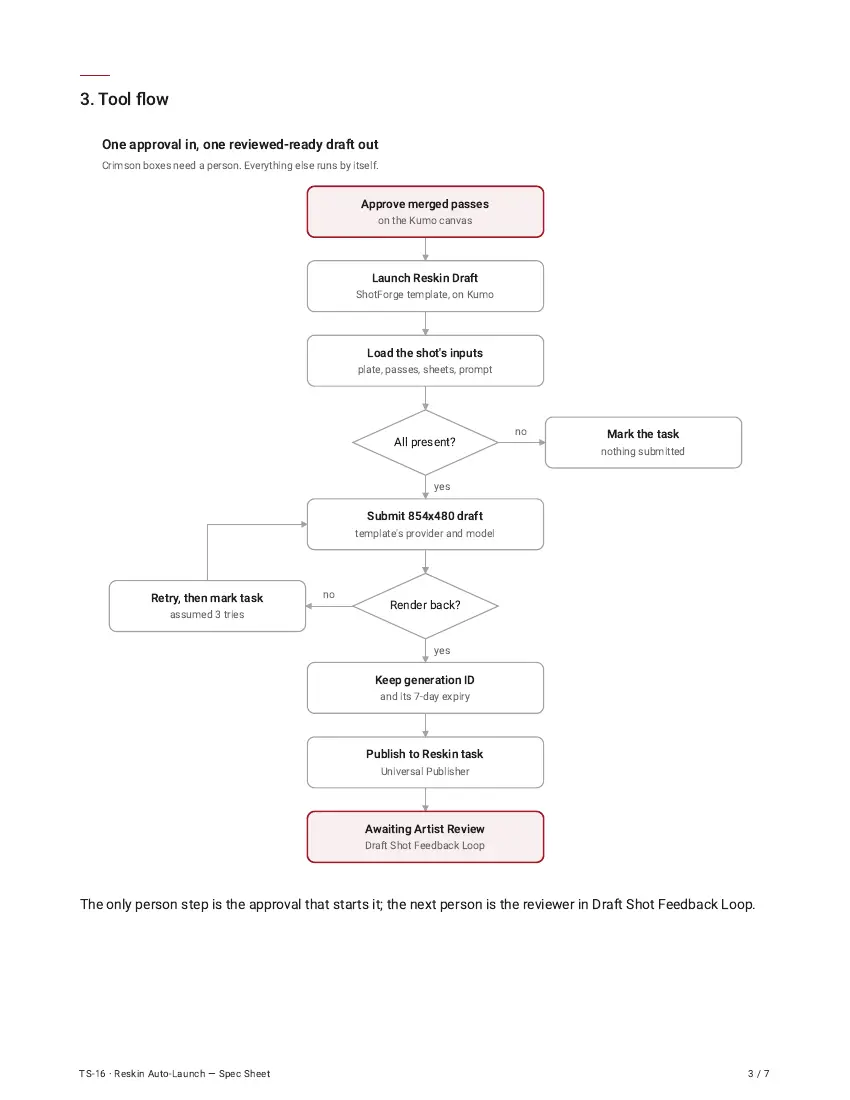 3. Tool flow
One approval in, one reviewed-ready draft out
Crimson boxes need a person. Everything else runs by itself.
Approve merged passes
on the Kumo canvas
Launch Reskin Draft
ShotForge template, on Kumo
Load the shot's inputs
plate, passes, sheets, prompt
All present?
no
Mark the task
nothing submitted
yes
Submit 854x480 draft
template's provider and model
Retry, then mark task
assumed 3 tries
no
Render back?
yes
Keep generation ID
and its 7-day expiry
Publish to Reskin task
Universal Publisher
Awaiting Artist Review
Draft Shot Feedback Loop
The only person step is the approval that starts it; the next person is the reviewer in Draft Shot Feedback Loop.
TS-16 · Reskin Auto-Launch — Spec Sheet
3 / 7